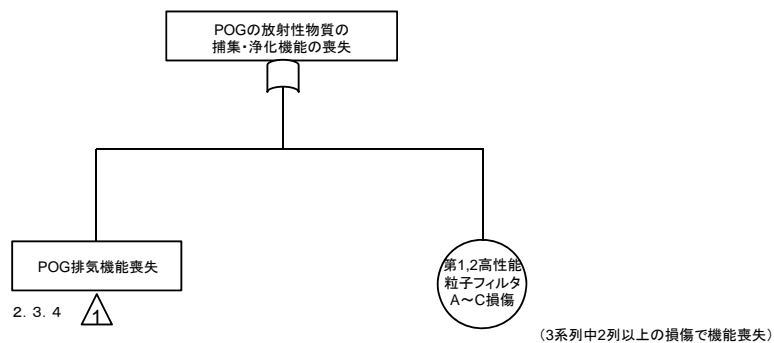 POGの放射性物質の
捕集・浄化機能の喪失
POG排気機能喪失
2．3．4
1
第1,2高性能
粒子フィルタ
A～C損傷
（3系列中2列以上の損傷で機能喪失）